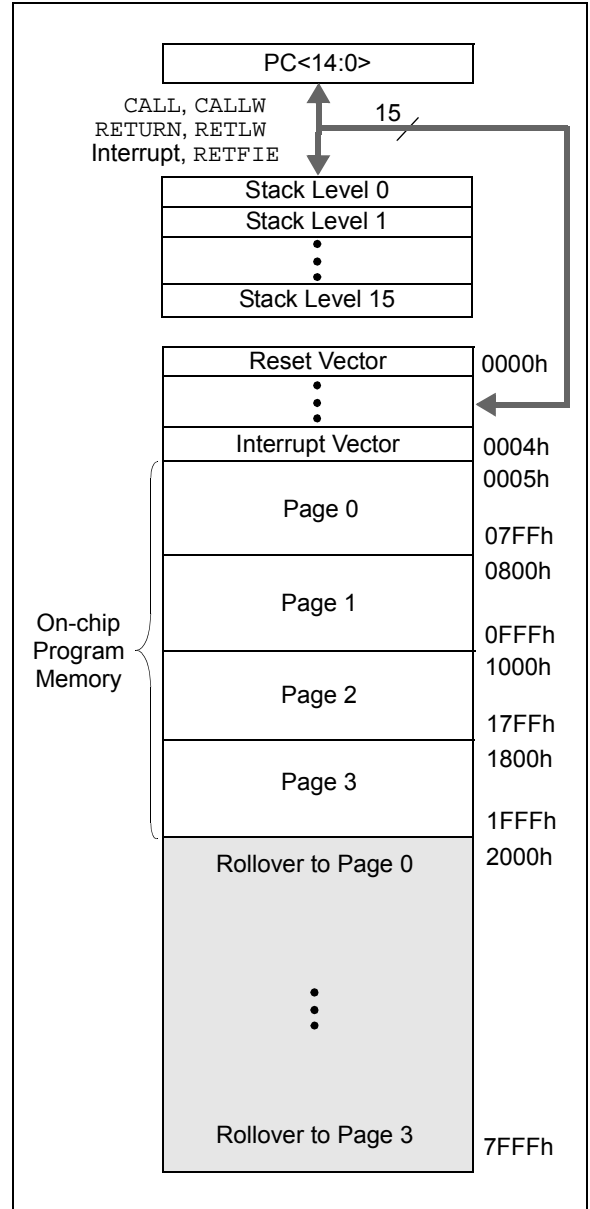 PC<14:0>
CALL, CALLW
RETURN, RETLW
Interrupt, RETFIE
15
Stack Level 0
Stack Level 1
Stack Level 15
Reset Vector
0000h
Interrupt Vector
0004h
0005h
Page 0
07FFh
0800h
Page 1
0FFFh
On-chip
Program
Memory
1000h
Page 2
17FFh
1800h
Page 3
1FFFh
Rollover to Page 0
2000h
Rollover to Page 3
7FFFh